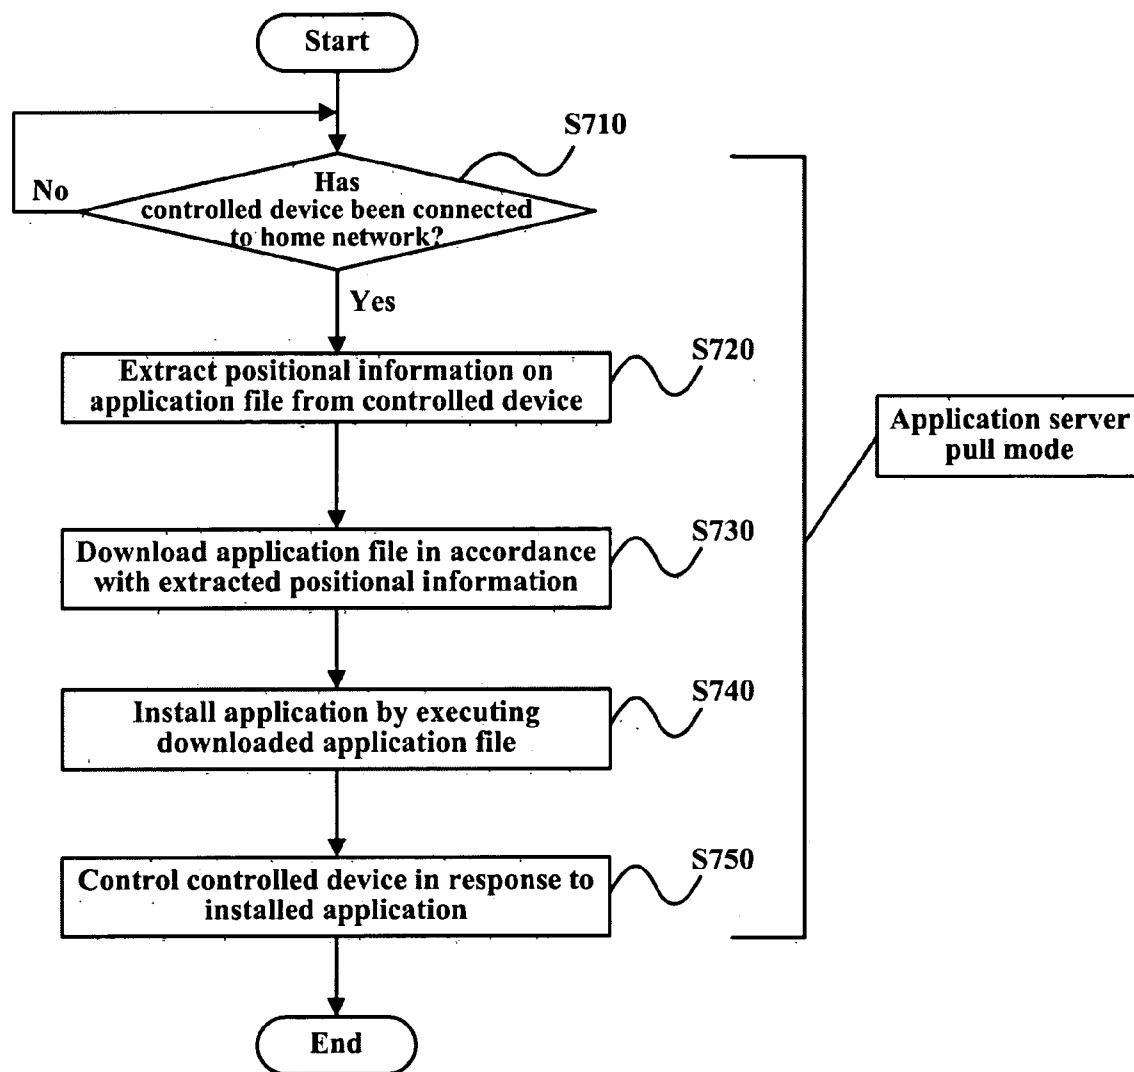 Start
S710
Has
controlled device been connected
to home network?
No
Yes
S720
Extract positional information on
application file from controlled device
Application server
pull mode
S730
Download application file in accordance
with extracted positional information
S740
Install application by executing
downloaded application file
S750
Control controlled device in response to
installed application
End